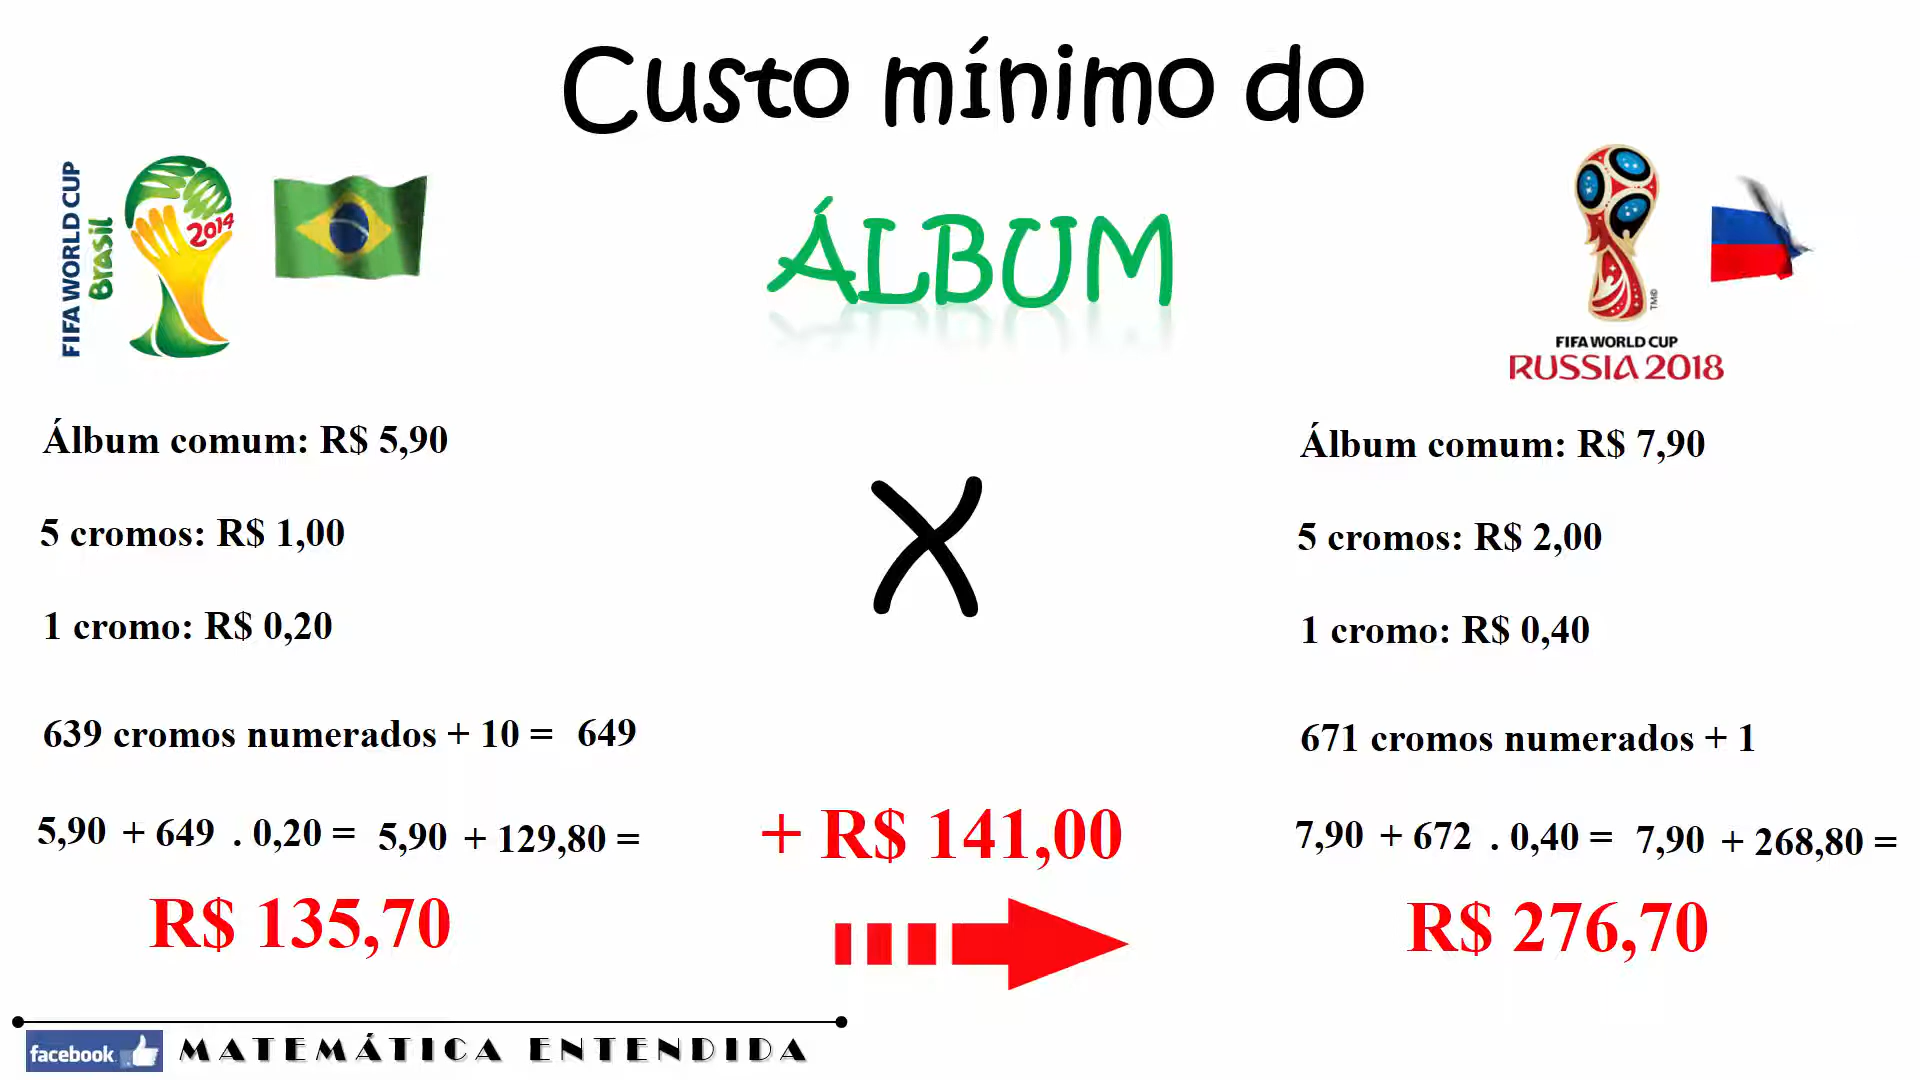 Custo mínimo do
ÁLBUM
FIFA WORLD CUP
Brasil
2014
TM©
FIFA WORLD CUP
RUSSIA 2018
Álbum comum: R$ 5,90
5 cromos: R$ 1,00
1 cromo: R$ 0,20
639 cromos numerados + 10 = 649
5,90 + 649 . 0,20 = 5,90 + 129,80 =
R$ 135,70
X
+ R$ 141,00
Álbum comum: R$ 7,90
5 cromos: R$ 2,00
1 cromo: R$ 0,40
671 cromos numerados + 1
7,90 + 672 . 0,40 = 7,90 + 268,80 =
R$ 276,70
facebook MATEMÁTICA ENTENDIDA